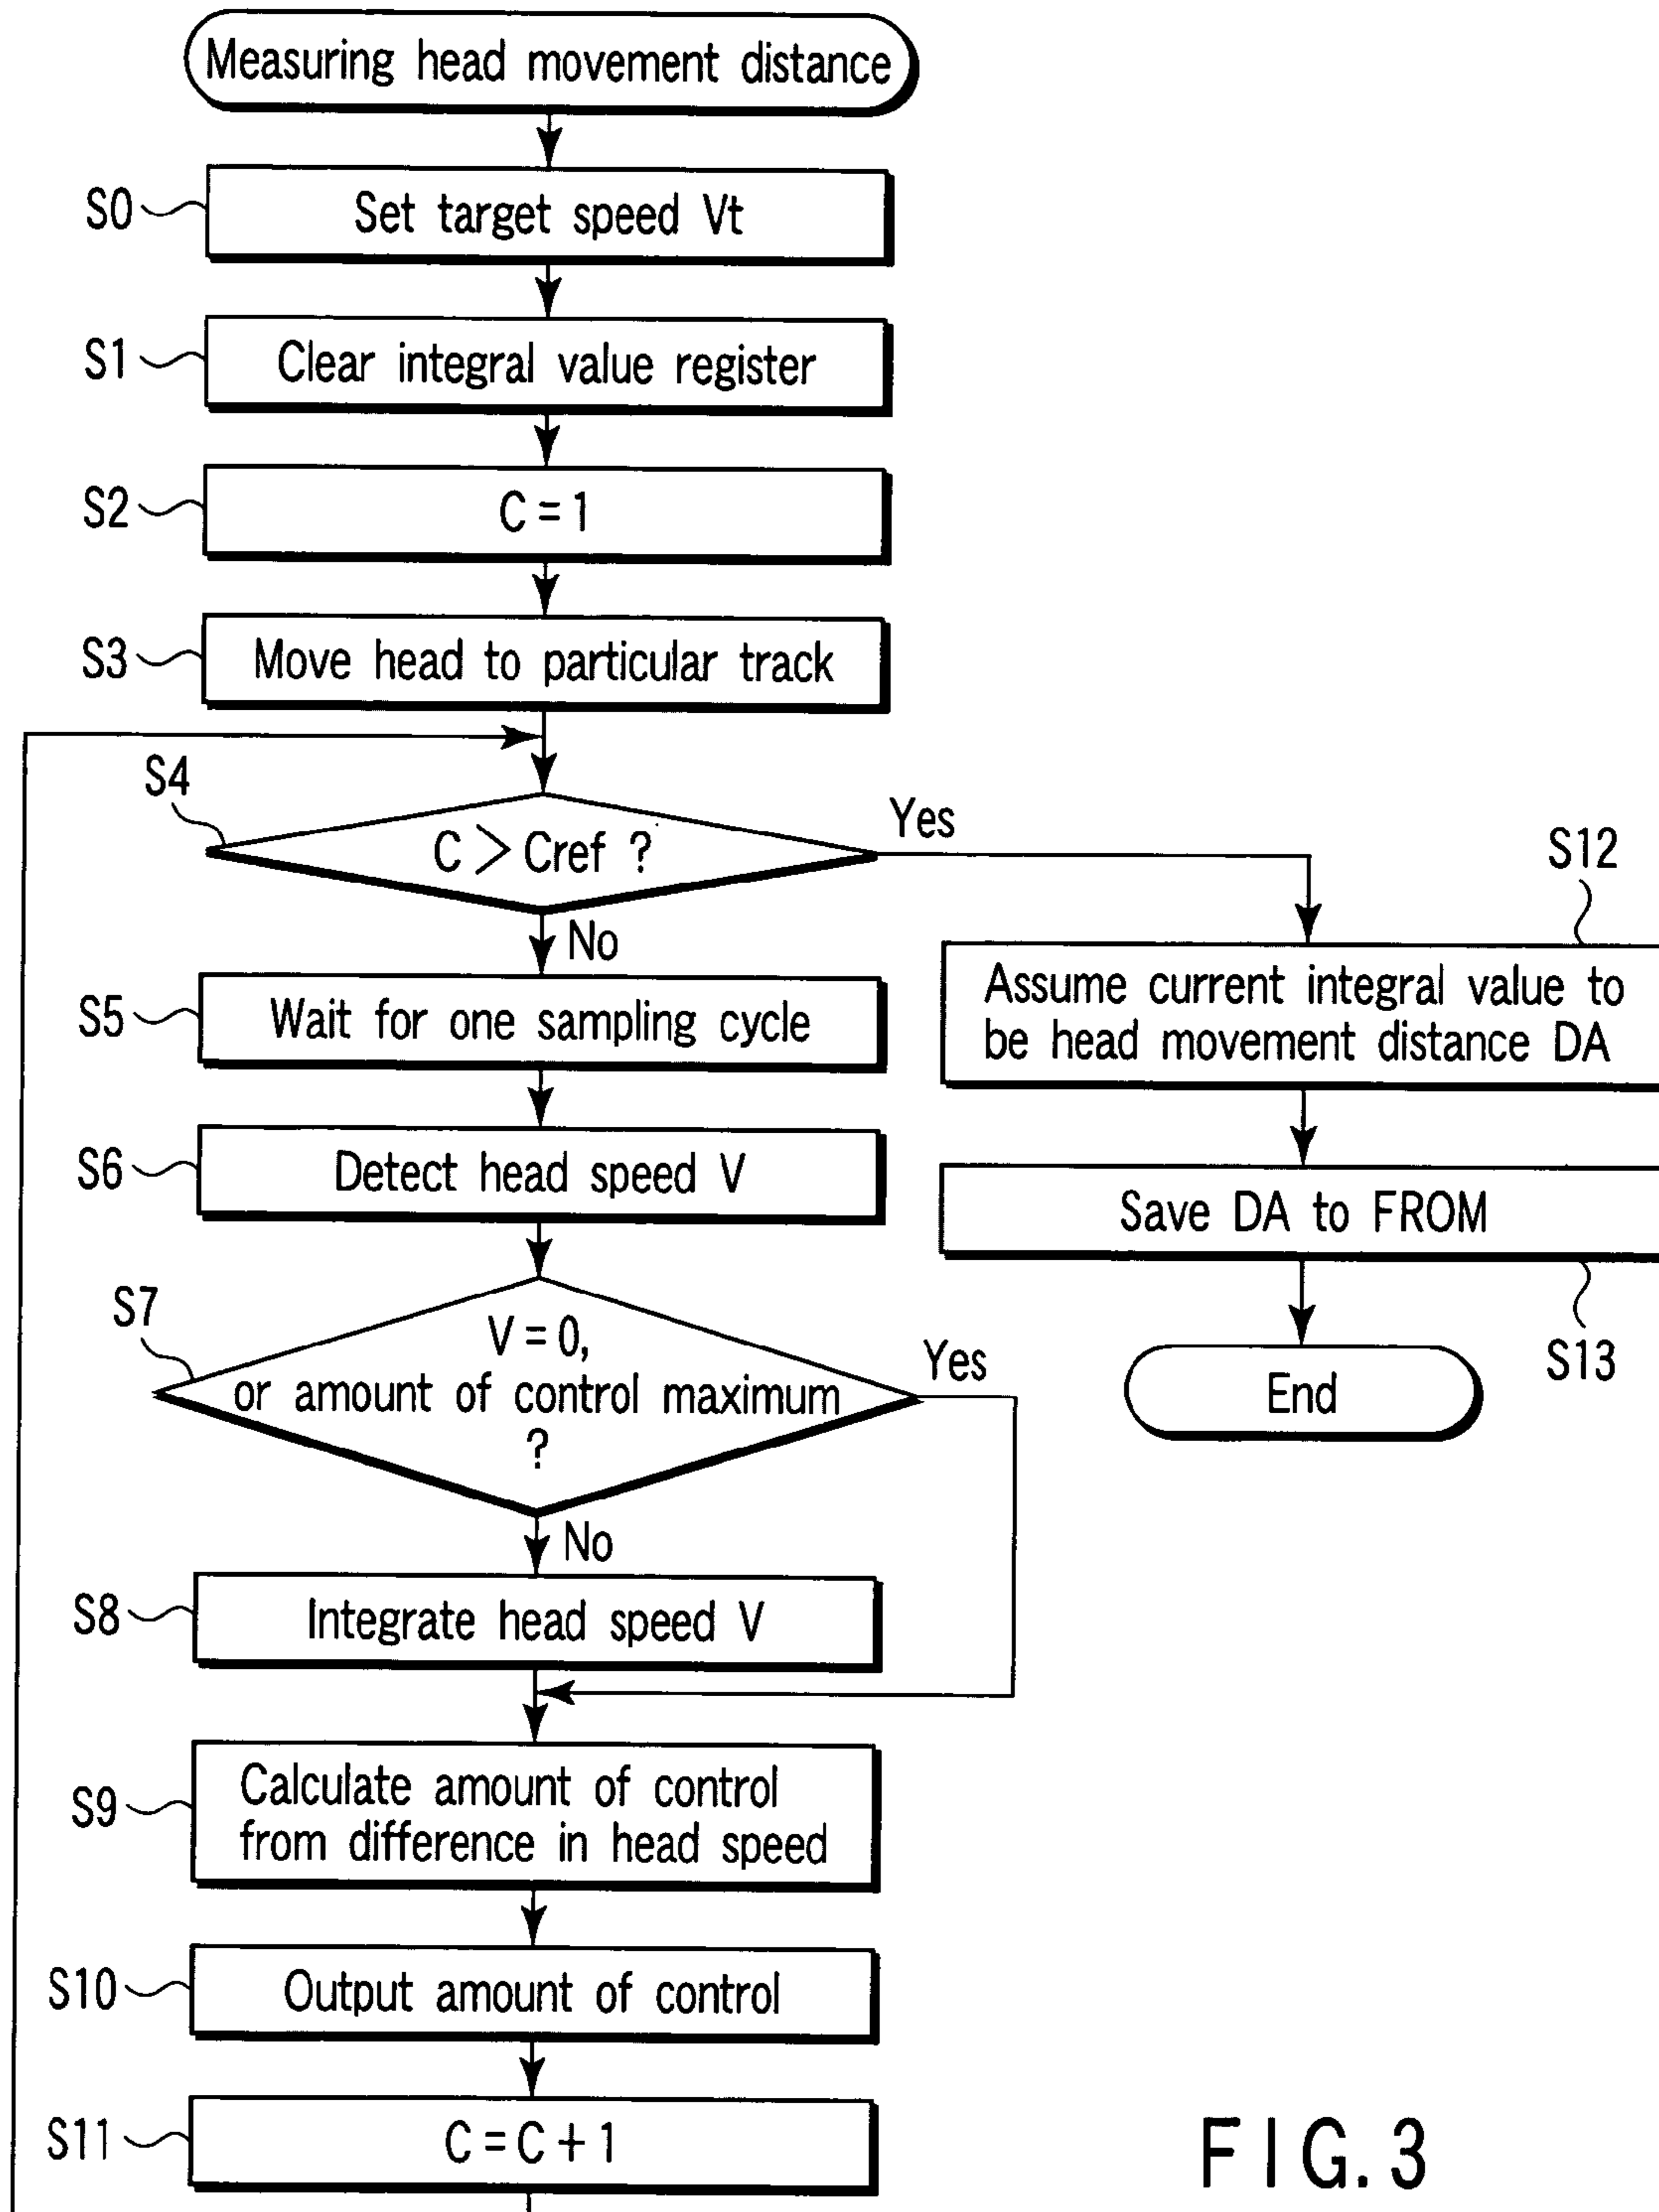 Measuring head movement distance
S0
Set target speed Vt
S1
Clear integral value register
S2
C = 1
S3
Move head to particular track
S4
C > Cref ?
Yes
No
S5
Wait for one sampling cycle
S6
Detect head speed V
S7
V = 0,
or amount of control maximum
?
Yes
No
S8
Integrate head speed V
S9
Calculate amount of control
from difference in head speed
S10
Output amount of control
S11
C = C + 1
S12
Assume current integral value to
be head movement distance DA
Save DA to FROM
S13
End
FIG. 3